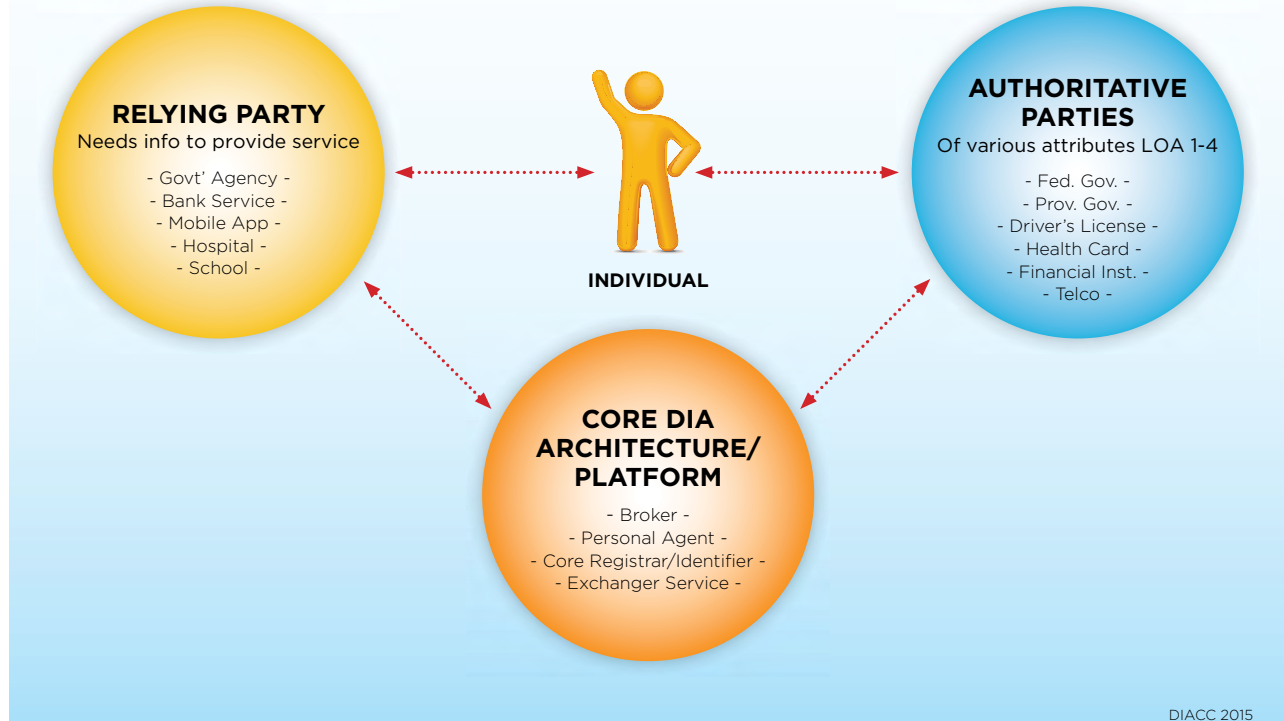 RELYING PARTY
Needs info to provide service
- Govt' Agency -
- Bank Service -
- Mobile App -
- Hospital -
- School -
INDIVIDUAL
AUTHORITATIVE
PARTIES
Of various attributes LOA 1-4
- Fed. Gov. -
- Prov. Gov. -
- Driver's License -
- Health Card -
- Financial Inst. -
- Telco -
CORE DIA
ARCHITECTURE/
PLATFORM
- Broker -
- Personal Agent -
- Core Registrar/Identifier -
- Exchanger Service -
DIACC 2015